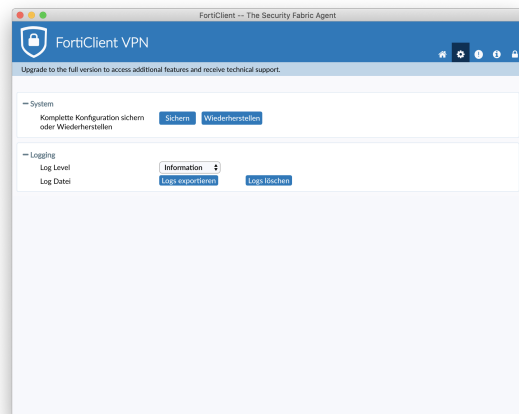 FortiClient -- The Security Fabric Agent
FortiClient VPN
Upgrade to the full version to access additional features and receive technical support.
System
Komplette Konfiguration sichern oder Wiederherstellen
Sichern
Wiederherstellen
Logging
Log Level
Information
Log Datei
Logs exportieren
Logs löschen